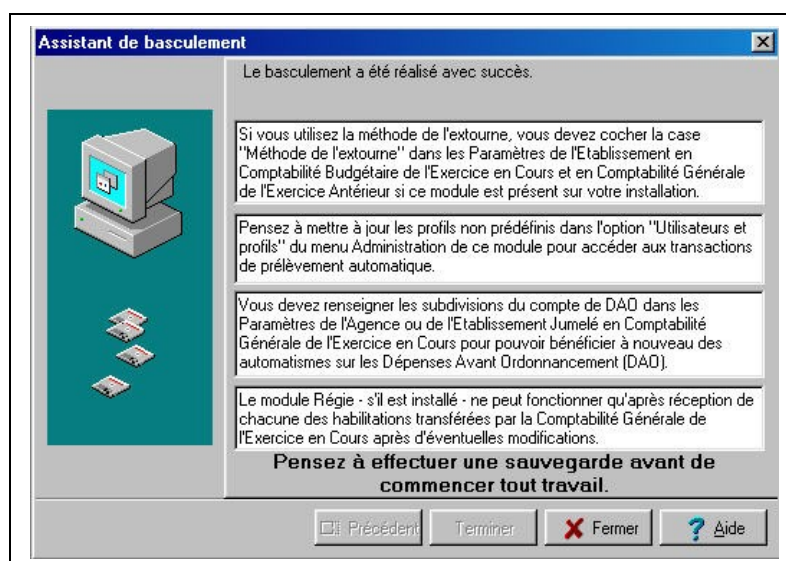 Assistant de basculement
Le basculement a été réalisé avec succès.
Si vous utilisez la méthode de l'extourne, vous devez cocher la case
"Méthode de l'extourne" dans les Paramètres de l'Etablissement en
Comptabilité Budgétaire de l'Exercice en Cours et en Comptabilité Générale
de l'Exercice Antérieur si ce module est présent sur votre installation.
Pensez à mettre à jour les profils non prédéfinis dans l'option "Utilisateurs et
profils" du menu Administration de ce module pour accéder aux transactions
de prélèvement automatique.
Vous devez renseigner les subdivisions du compte de DAO dans les
Paramètres de l'Agence ou de l'Etablissement Jumelé en Comptabilité
Générale de l'Exercice en Cours pour pouvoir bénéficier à nouveau des
automatismes sur les Dépenses Avant Ordonnancement (DAO).
Le module Régie - s'il est installé - ne peut fonctionner qu'après réception de
chacune des habilitations transférées par la Comptabilité Générale de
l'Exercice en Cours après d'éventuelles modifications.
Pensez à effectuer une sauvegarde avant de
commencer tout travail.
Précédent Terminer Fermer Aide